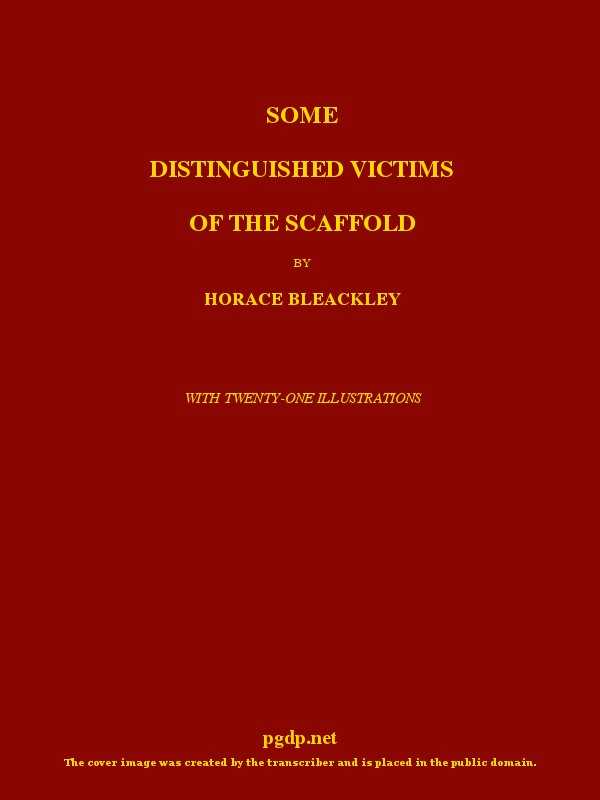 SOME
DISTINGUISHED VICTIMS
OF THE SCAFFOLD
BY
HORACE BLEACKLEY
WITH TWENTY-ONE ILLUSTRATIONS
pgdp.net
The cover image was created by the transcriber and is placed in the public domain.